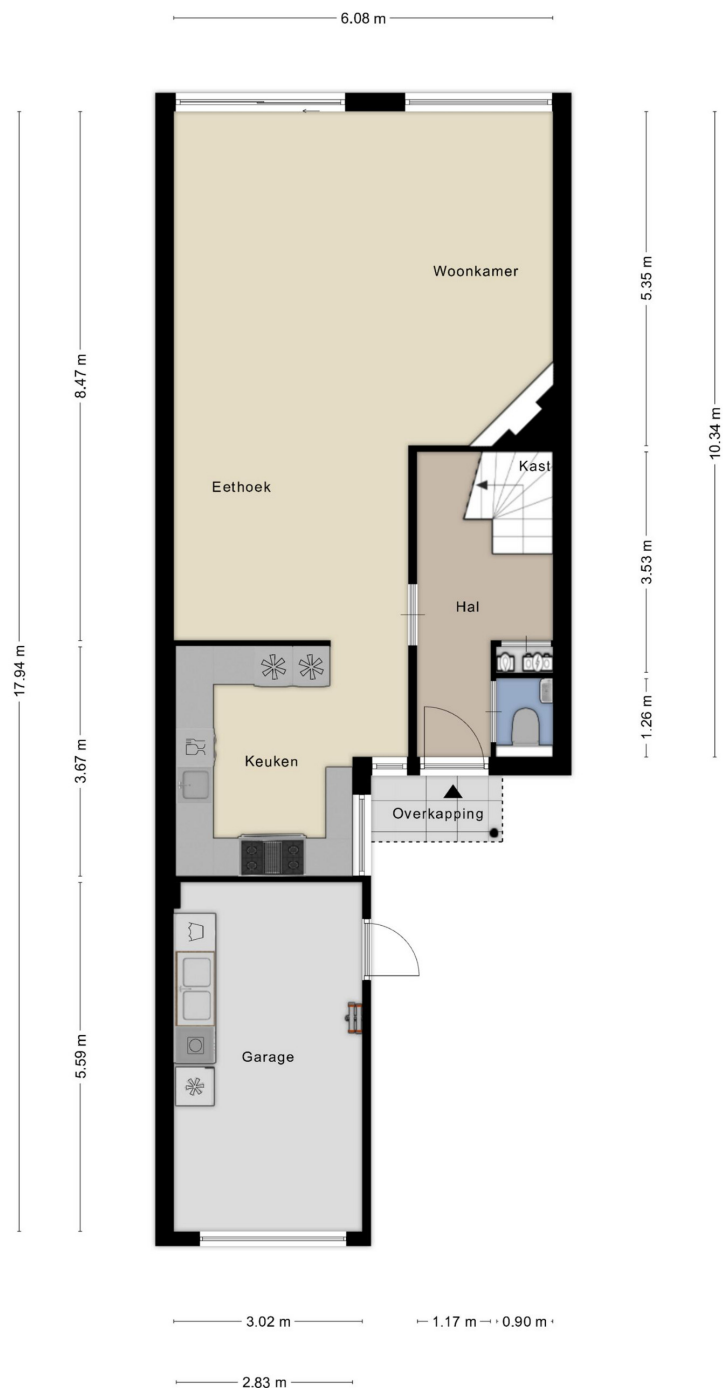 6.08 m
Woonkamer
5.35 m
8.47 m
10.34 m
Kast
Eethoek
3.53 m
Hal
17.94 m
1.26 m
3.67 m
Keuken
Overkapping
5.59 m
Garage
3.02 m
1.17 m
0.90 m
2.83 m